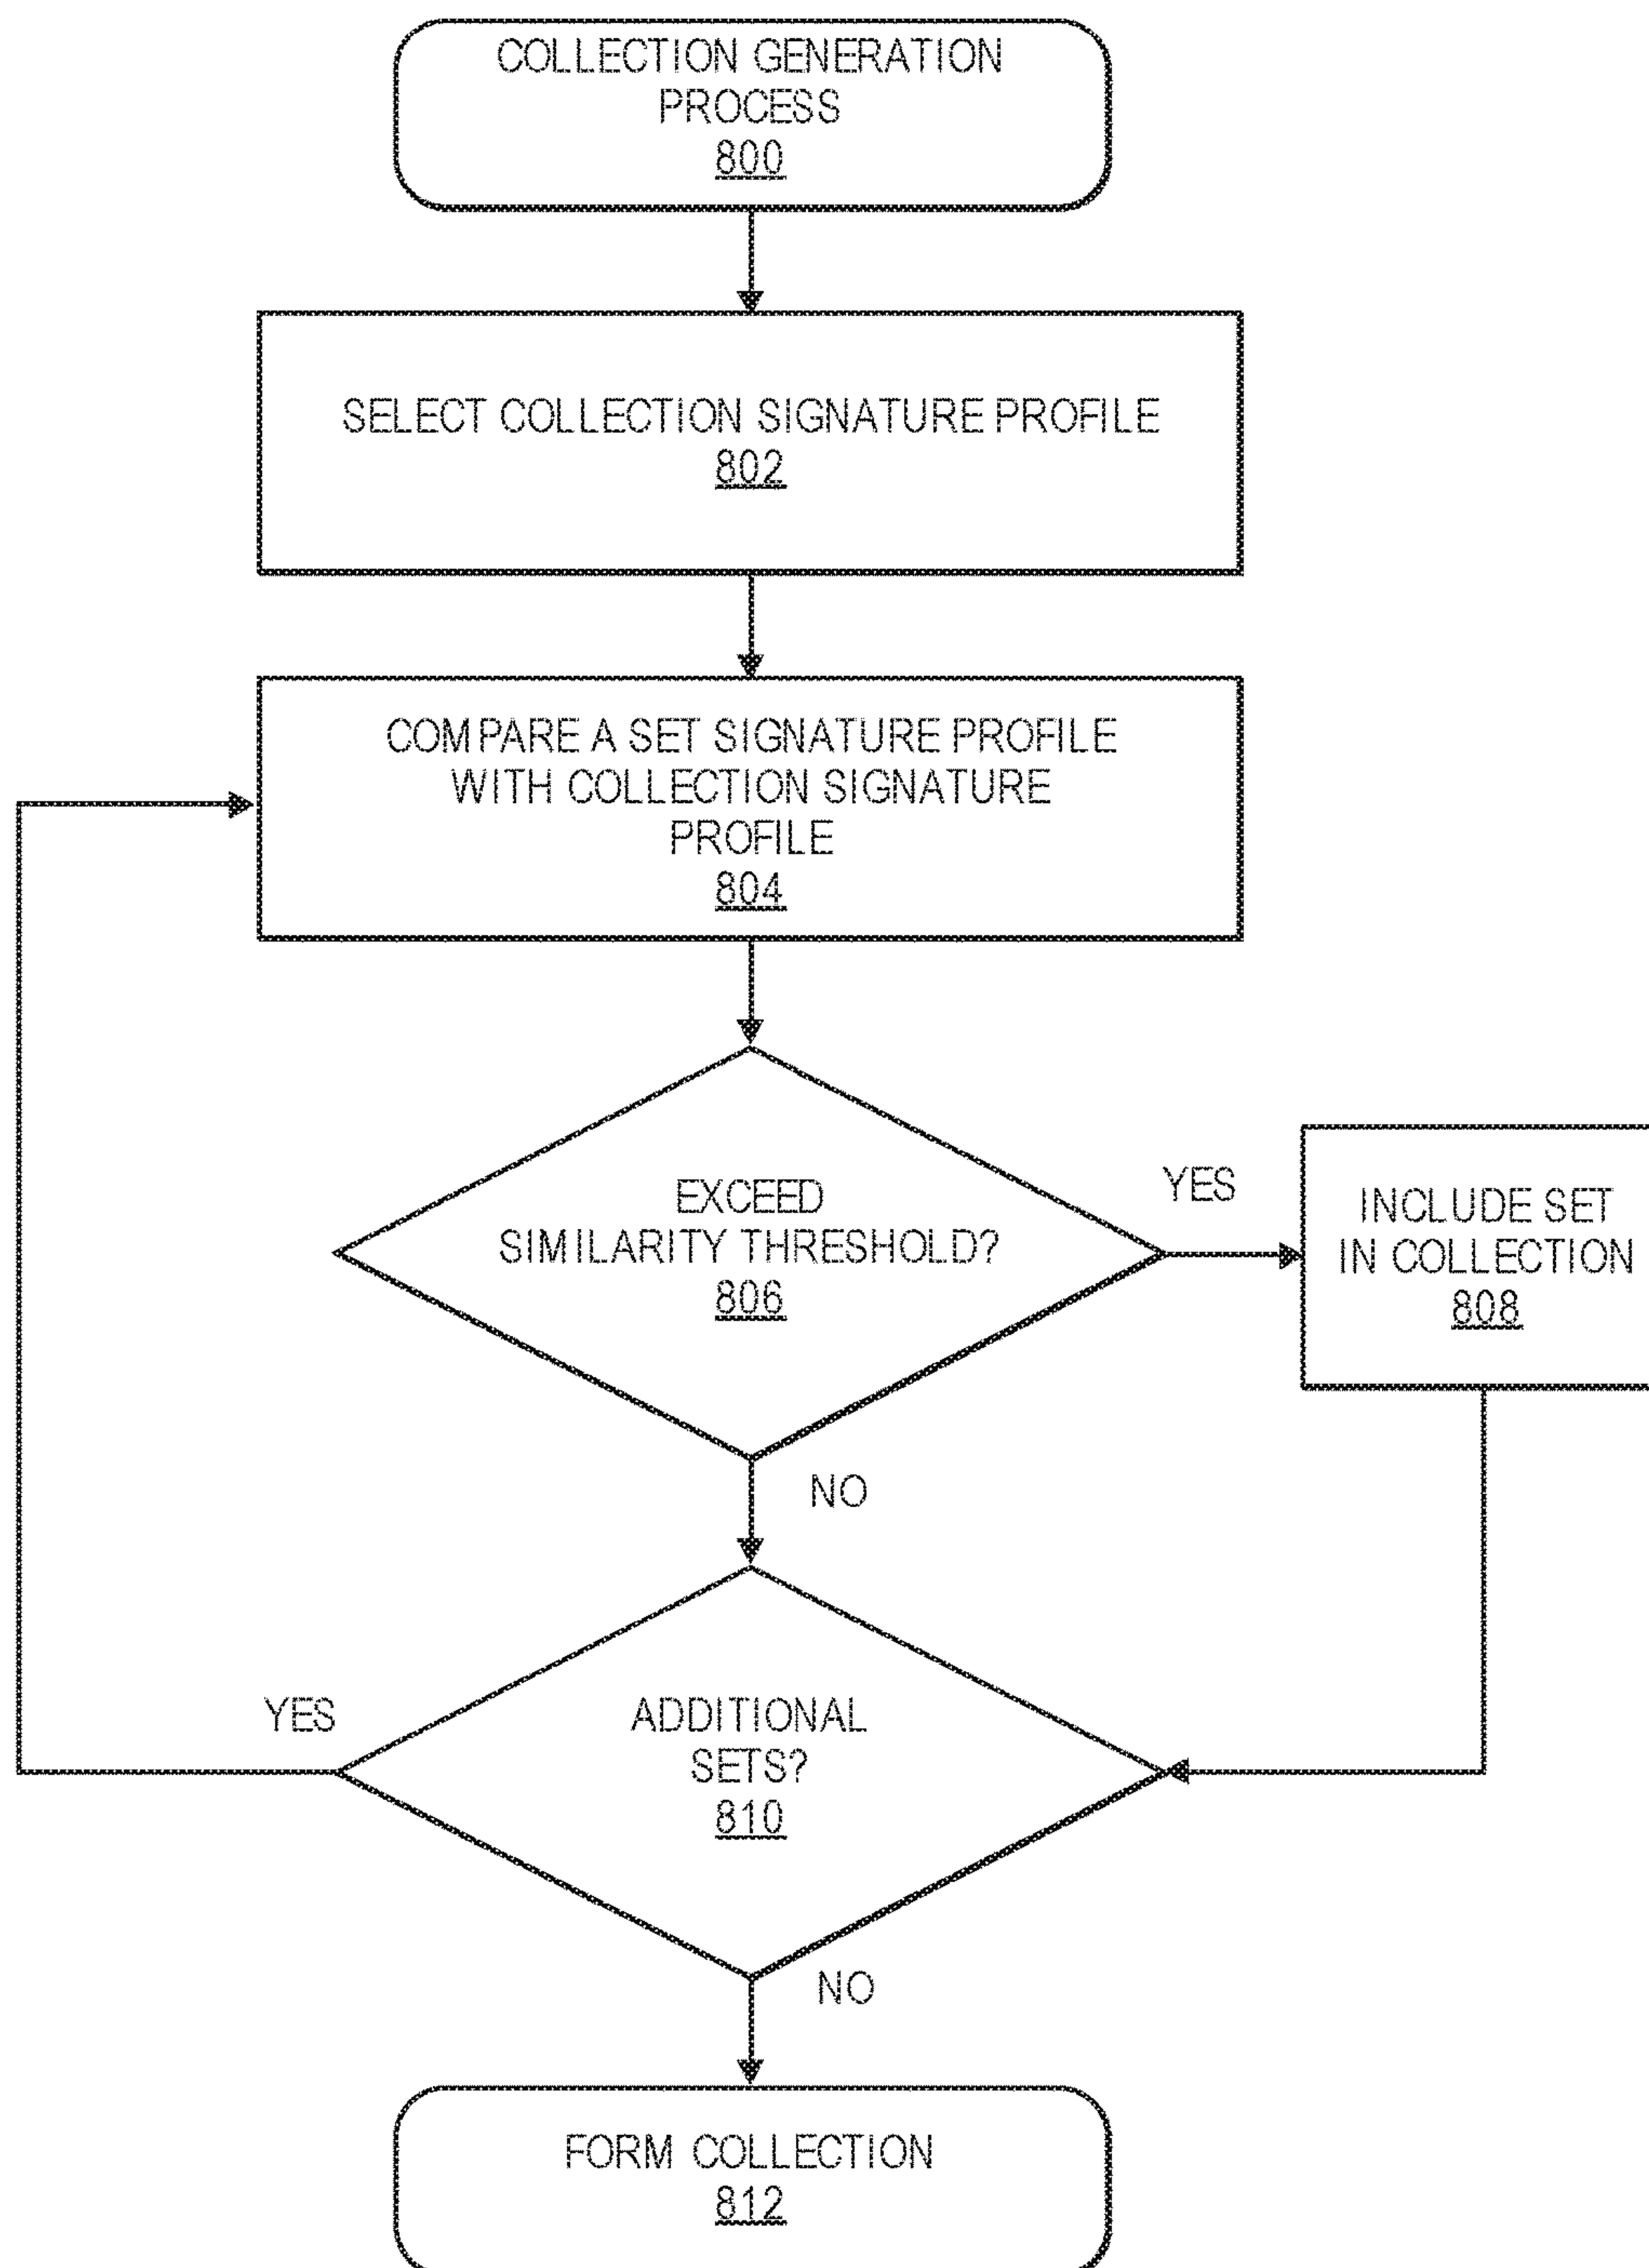 COLLECTION GENERATION
PROCESS
800
SELECT COLLECTION SIGNATURE PROFILE
802
COMPARE A SET SIGNATURE PROFILE
WITH COLLECTION SIGNATURE
PROFILE
804
EXCEED
SIMILARITY THRESHOLD?
806
YES
INCLUDE SET
IN COLLECTION
808
NO
YES
ADDITIONAL
SETS?
810
NO
FORM COLLECTION
812